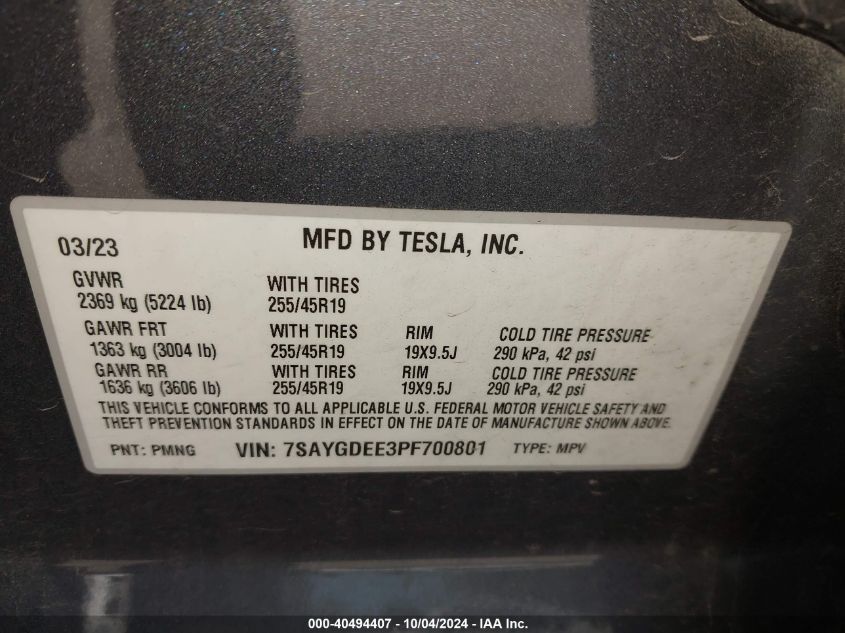 03/23 MFD BY TESLA, INC.
GVWR WITH TIRES
2369 kg (5224 lb) 255/45R19
GAWR FRT WITH TIRES RIM COLD TIRE PRESSURE
1363 kg (3004 lb) 255/45R19 19X9.5J 290 kPa, 42 psi
GAWR RR WITH TIRES RIM COLD TIRE PRESSURE
1636 kg (3606 lb) 255/45R19 19X9.5J 290 kPa, 42 psi
THIS VEHICLE CONFORMS TO ALL APPLICABLE U.S. FEDERAL MOTOR VEHICLE SAFETY AND
THEFT PREVENTION STANDARDS IN EFFECT ON THE DATE OF MANUFACTURE SHOWN ABOVE.
PNT: PMNG VIN: 7SAYGDEE3PF700801 TYPE: MPV
000-40494407 - 10/04/2024 - IAA Inc.